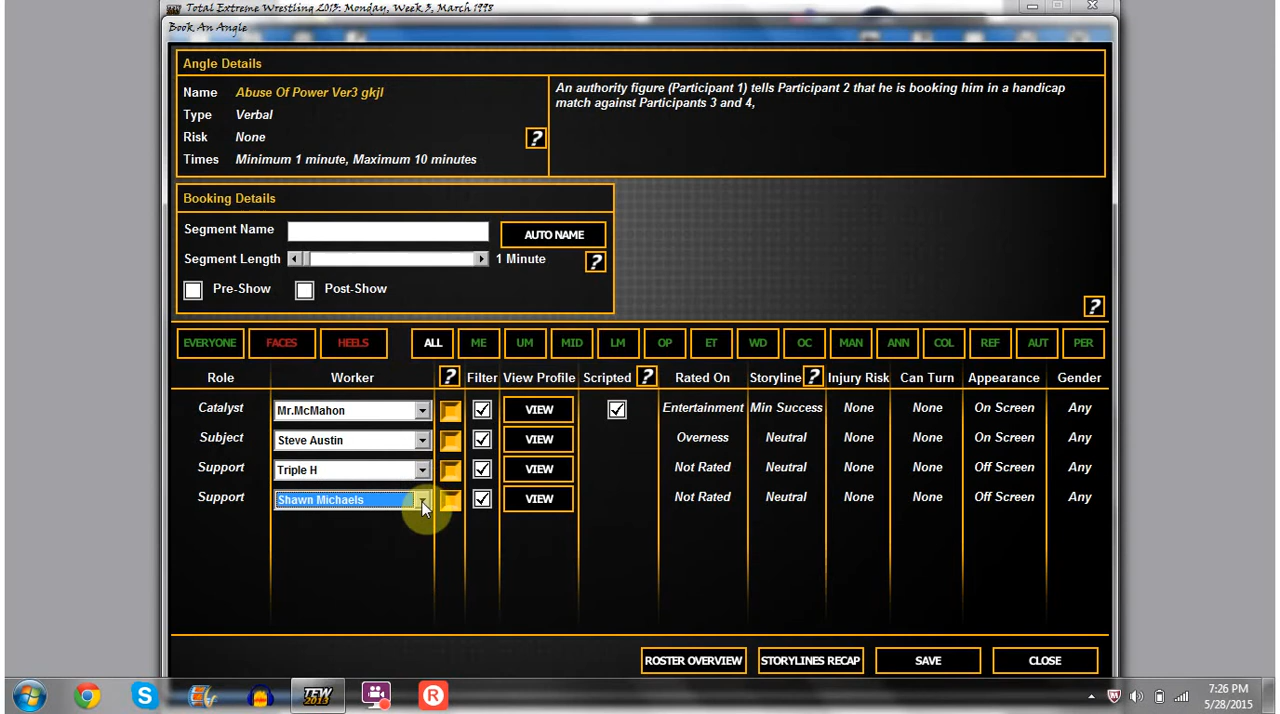 Total Extreme Wrestling 2013: Monday, Week 3, March 1998
Book An Angle
Angle Details
Name Abuse Of Power Ver3 gkjl
Type Verbal
Risk None ?
Times Minimum 1 minute, Maximum 10 minutes
An authority figure (Participant 1) tells Participant 2 that he is booking him in a handicap
match against Participants 3 and 4,
Booking Details
Segment Name AUTO NAME
Segment Length 1 Minute ?
Pre-Show Post-Show
?
EVERYONE FACES HEELS ALL ME UM MID LM OP ET WD OC MAN ANN COL REF AUT PER
Role Worker ? Filter View Profile Scripted ? Rated On Storyline ? Injury Risk Can Turn Appearance Gender
Catalyst Mr.McMahon VIEW Entertainment Min Success None None On Screen Any
Subject Steve Austin VIEW Overness Neutral None None On Screen Any
Support Triple H VIEW Not Rated Neutral None None Off Screen Any
Support Shawn Michaels VIEW Not Rated Neutral None None Off Screen Any
ROSTER OVERVIEW STORYLINES RECAP SAVE CLOSE
TEW 2013
7:26 PM
5/28/2015